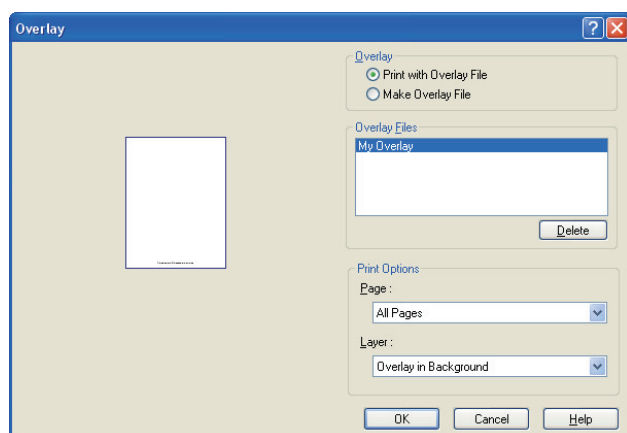 Overlay
Overlay
Print with Overlay File
Make Overlay File
Overlay Files
My Overlay
Delete
Print Options
Page :
All Pages
Layer :
Overlay in Background
OK Cancel Help